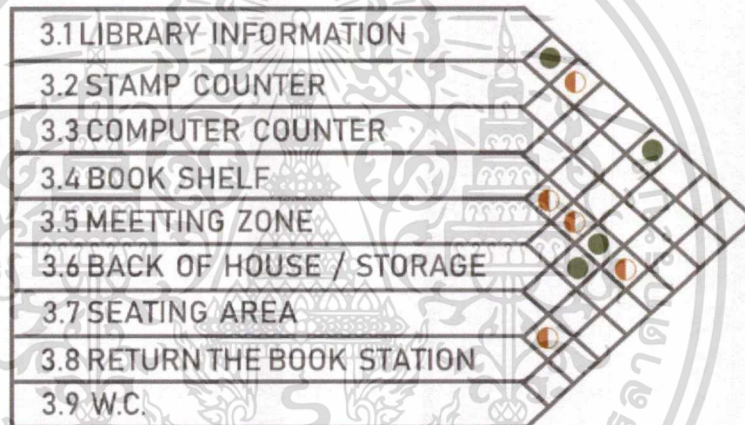 3.1 LIBRARY INFORMATION
3.2 STAMP COUNTER
3.3 COMPUTER COUNTER
3.4 BOOK SHELF
3.5 MEETTING ZONE
3.6 BACK OF HOUSE / STORAGE
3.7 SEATING AREA
3.8 RETURN THE BOOK STATION
3.9 W.C.